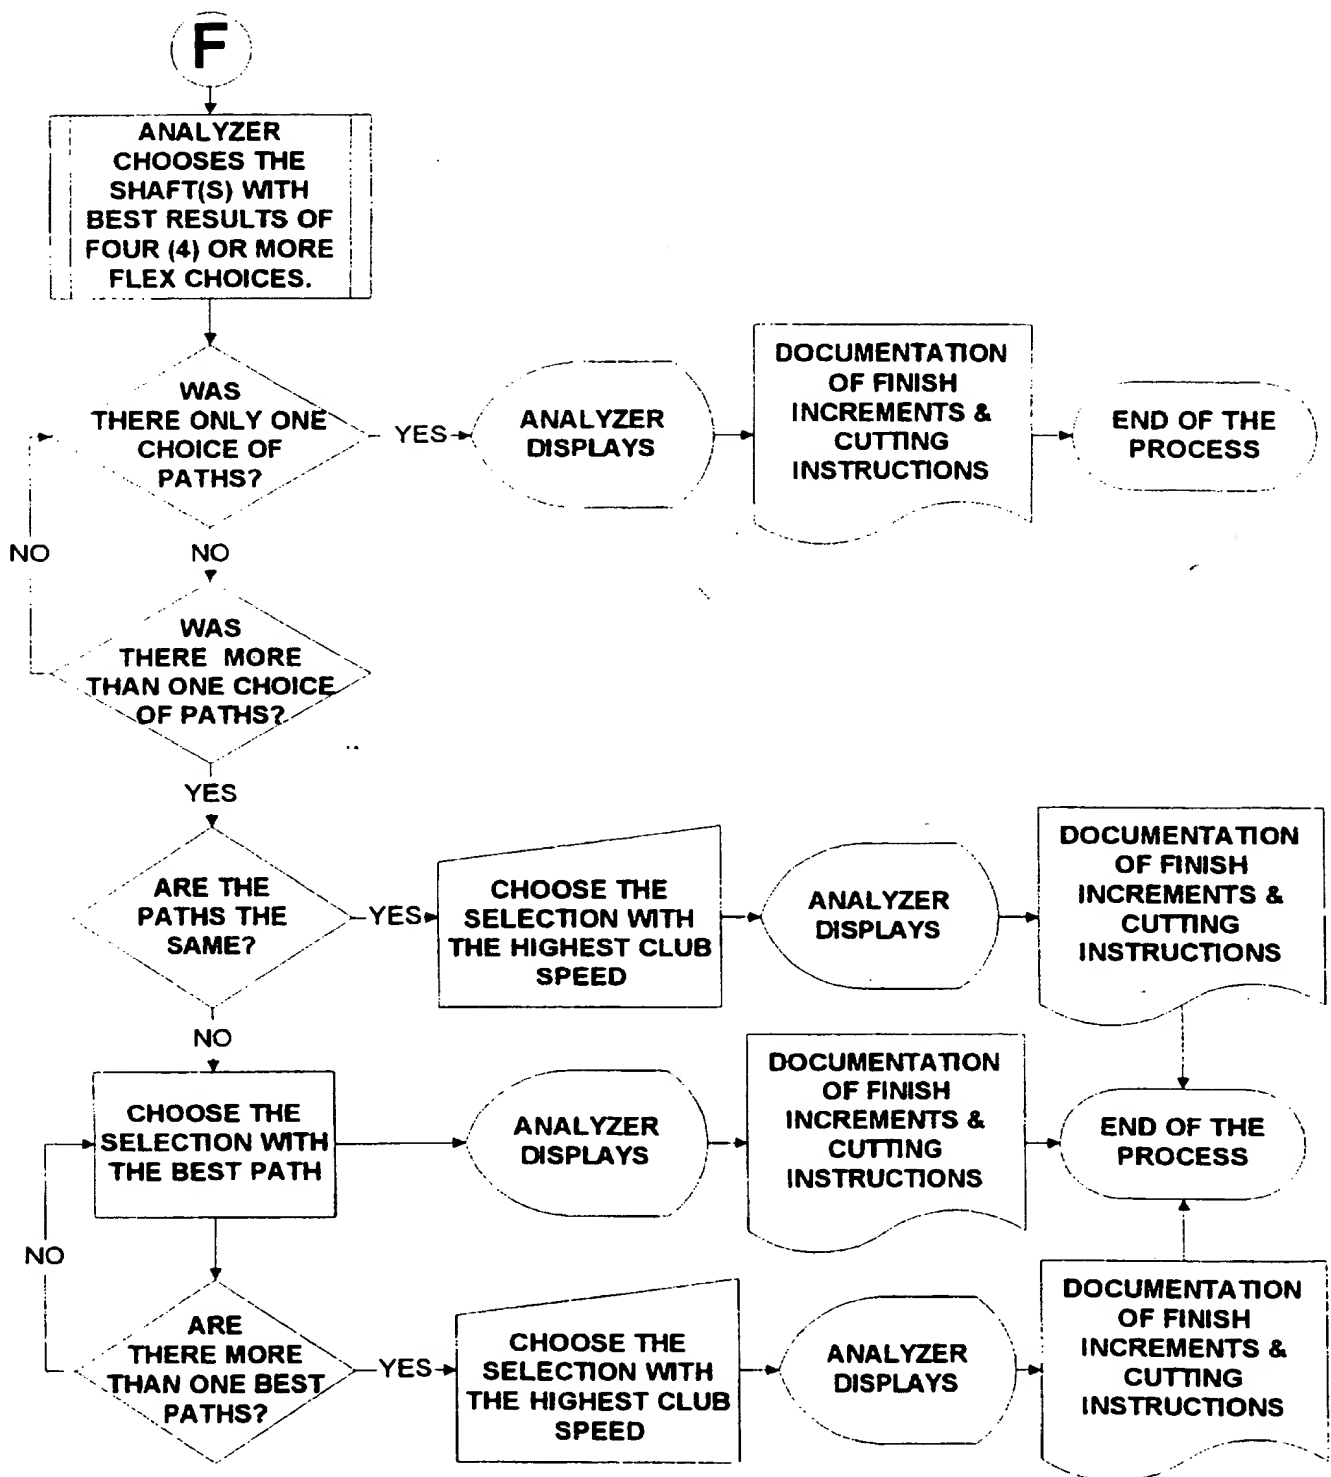 F
ANALYZER
CHOOSES THE
SHAFT(S) WITH
BEST RESULTS OF
FOUR (4) OR MORE
FLEX CHOICES.
WAS
THERE ONLY ONE
CHOICE OF
PATHS?
YES
ANALYZER
DISPLAYS
DOCUMENTATION
OF FINISH
INCREMENTS &
CUTTING
INSTRUCTIONS
END OF THE
PROCESS
NO
NO
WAS
THERE MORE
THAN ONE CHOICE
OF PATHS?
YES
ARE THE
PATHS THE
SAME?
YES
CHOOSE THE
SELECTION WITH
THE HIGHEST CLUB
SPEED
ANALYZER
DISPLAYS
DOCUMENTATION
OF FINISH
INCREMENTS &
CUTTING
INSTRUCTIONS
NO
CHOOSE THE
SELECTION WITH
THE BEST PATH
ANALYZER
DISPLAYS
DOCUMENTATION
OF FINISH
INCREMENTS &
CUTTING
INSTRUCTIONS
END OF THE
PROCESS
NO
ARE
THERE MORE
THAN ONE BEST
PATHS?
YES
CHOOSE THE
SELECTION WITH
THE HIGHEST CLUB
SPEED
ANALYZER
DISPLAYS
DOCUMENTATION
OF FINISH
INCREMENTS &
CUTTING
INSTRUCTIONS